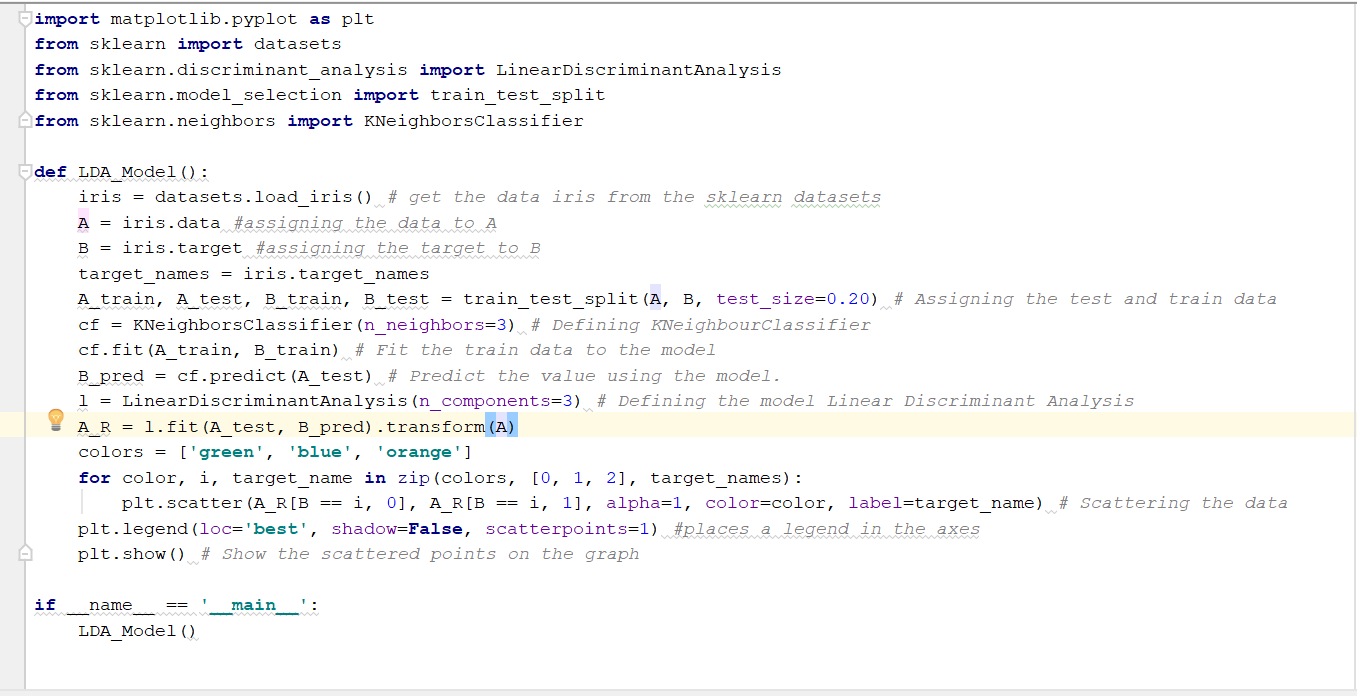 import matplotlib.pyplot as plt
from sklearn import datasets
from sklearn.discriminant_analysis import LinearDiscriminantAnalysis
from sklearn.model_selection import train_test_split
from sklearn.neighbors import KNeighborsClassifier
def LDA_Model():
    iris = datasets.load_iris() # get the data iris from the sklearn datasets
    A = iris.data #assigning the data to A
    B = iris.target #assigning the target to B
    target_names = iris.target_names
    A_train, A_test, B_train, B_test = train_test_split(A, B, test_size=0.20) # Assigning the test and train data
    cf = KNeighborsClassifier(n_neighbors=3) # Defining KNeighbourClassifier
    cf.fit(A_train, B_train) # Fit the train data to the model
    B_pred = cf.predict(A_test) # Predict the value using the model.
    l = LinearDiscriminantAnalysis(n_components=3) # Defining the model Linear Discriminant Analysis
    A_R = l.fit(A_test, B_pred).transform(A)
    colors = ['green', 'blue', 'orange']
    for color, i, target_name in zip(colors, [0, 1, 2], target_names):
        plt.scatter(A_R[B == i, 0], A_R[B == i, 1], alpha=1, color=color, label=target_name) # Scattering the data
    plt.legend(loc='best', shadow=False, scatterpoints=1) #places a legend in the axes
    plt.show() # Show the scattered points on the graph
if __name__ == '__main__':
    LDA_Model()